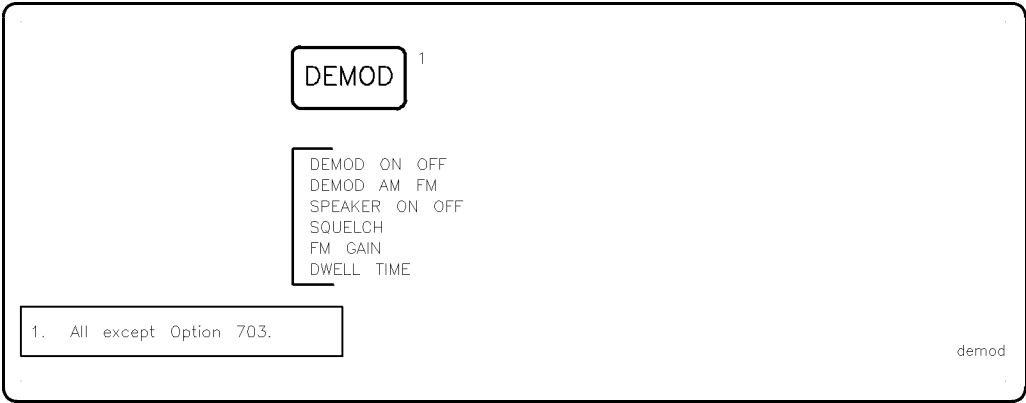 DEMOD 1
DEMOD ON OFF
DEMOD AM FM
SPEAKER ON OFF
SQUELCH
FM GAIN
DWELL TIME
1. All except Option 703.
demod